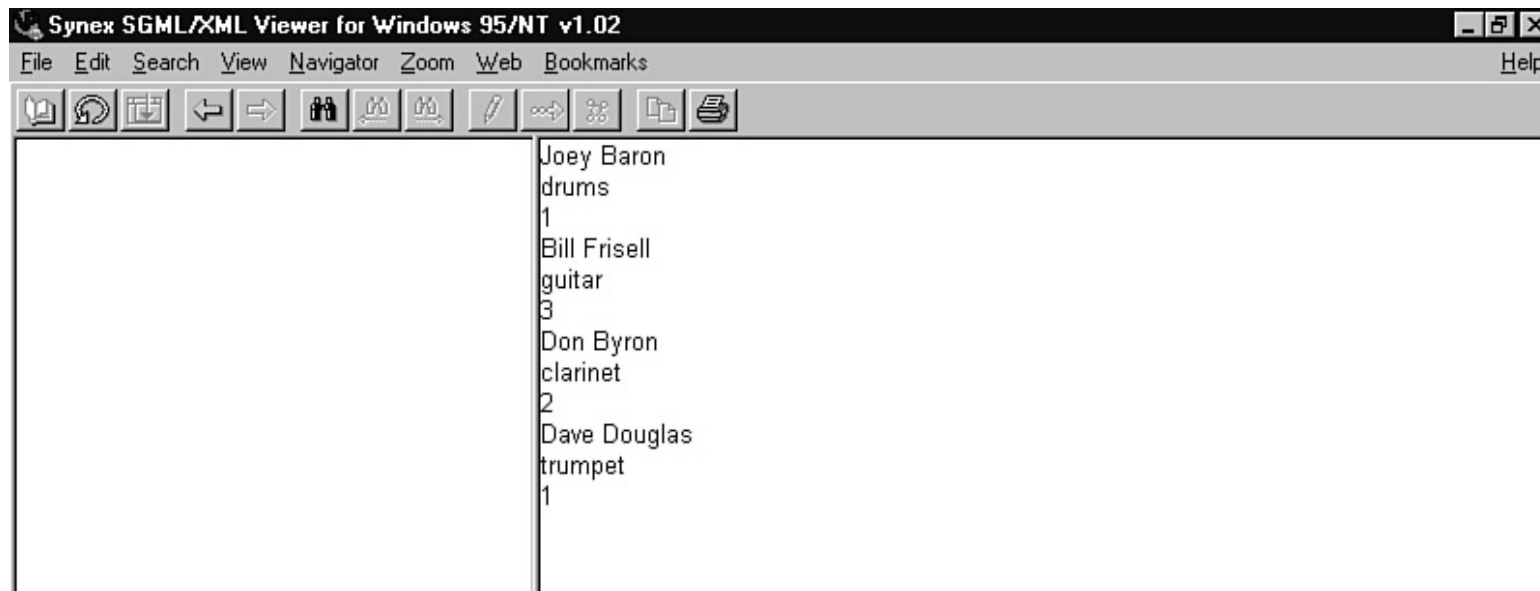 Synex SGML/XML Viewer for Windows 95/NT v1.02
File Edit Search View Navigator Zoom Web Bookmarks Help
Joey Baron
drums
1
Bill Frisell
guitar
3
Don Byron
clarinet
2
Dave Douglas
trumpet
1